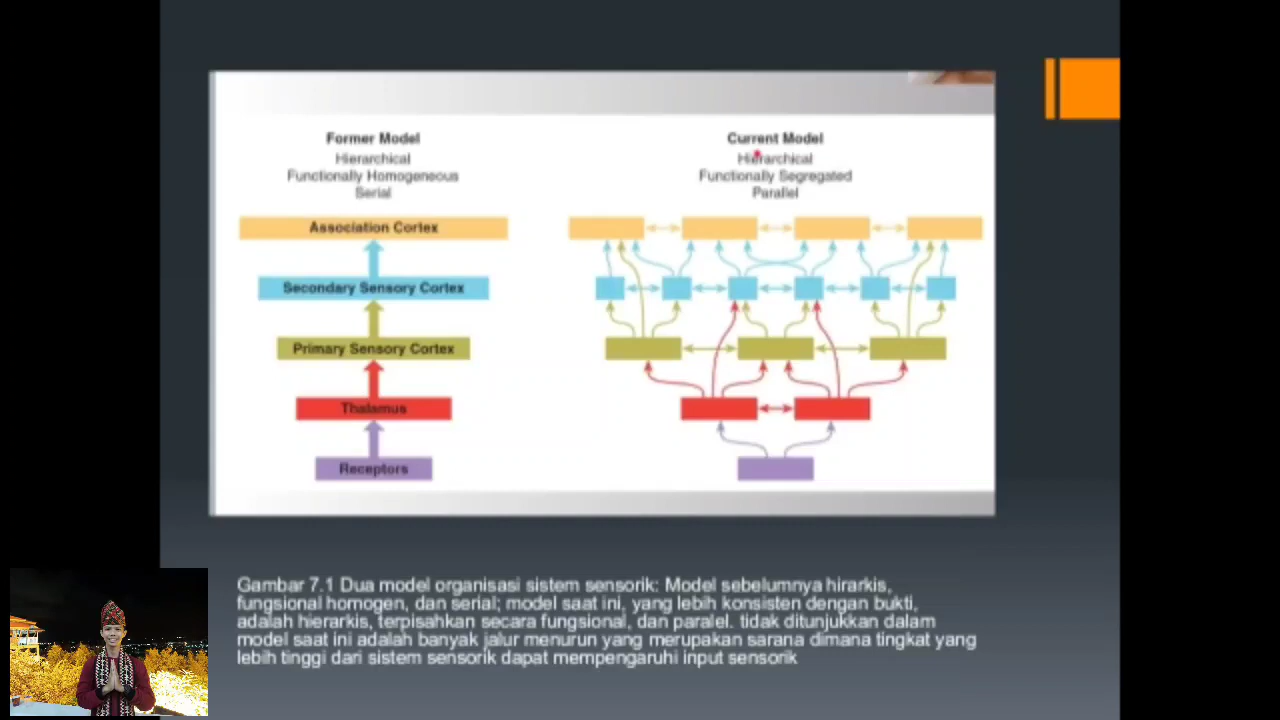 Former Model
Hierarchical
Functionally Homogeneous
Serial
Association Cortex
Secondary Sensory Cortex
Primary Sensory Cortex
Thalamus
Receptors
Current Model
Hierarchical
Functionally Segregated
Parallel
Gambar 7.1 Dua model organisasi sistem sensorik: Model sebelumnya hirarkis,
fungsional homogen, dan serial; model saat ini, yang lebih konsisten dengan bukti,
adalah hierarkis, terpisahkan secara fungsional, dan paralel. tidak ditunjukkan dalam
model saat ini adalah banyak jalur menurun yang merupakan sarana dimana tingkat yang
lebih tinggi dari sistem sensorik dapat mempengaruhi input sensorik